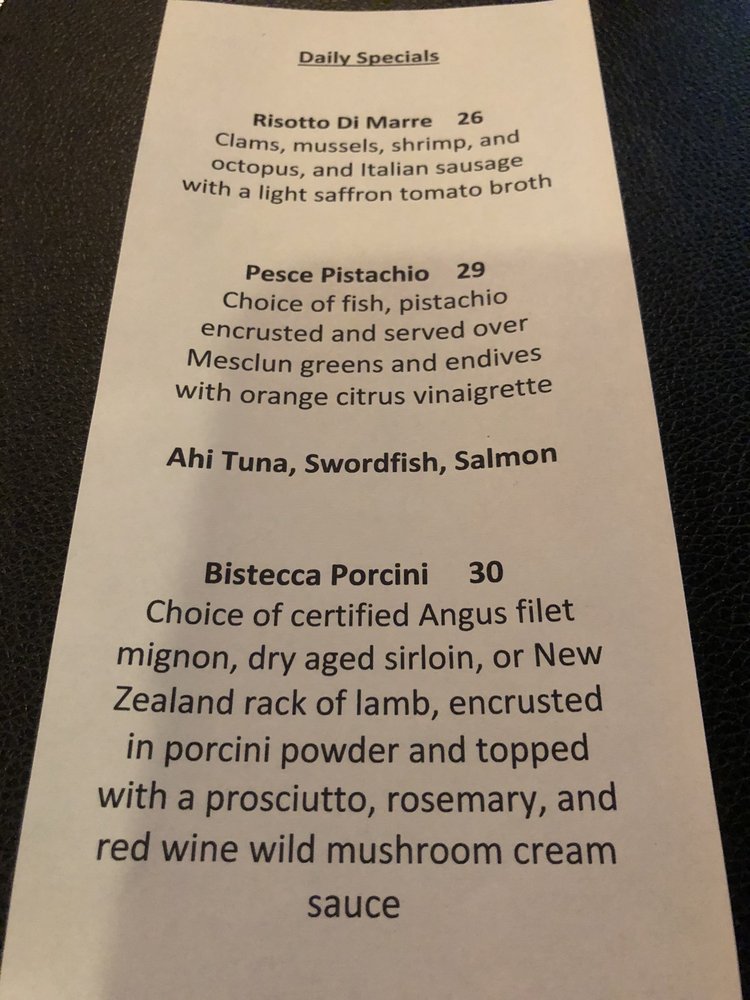 Daily Specials
Risotto Di Marre 26
Clams, mussels, shrimp, and
octopus, and Italian sausage
with a light saffron tomato broth
Pesce Pistachio 29
Choice of fish, pistachio
encrusted and served over
Mesclun greens and endives
with orange citrus vinaigrette
Ahi Tuna, Swordfish, Salmon
Bistecca Porcini 30
Choice of certified Angus filet
mignon, dry aged sirloin, or New
Zealand rack of lamb, encrusted
in porcini powder and topped
with a prosciutto, rosemary, and
red wine wild mushroom cream
sauce